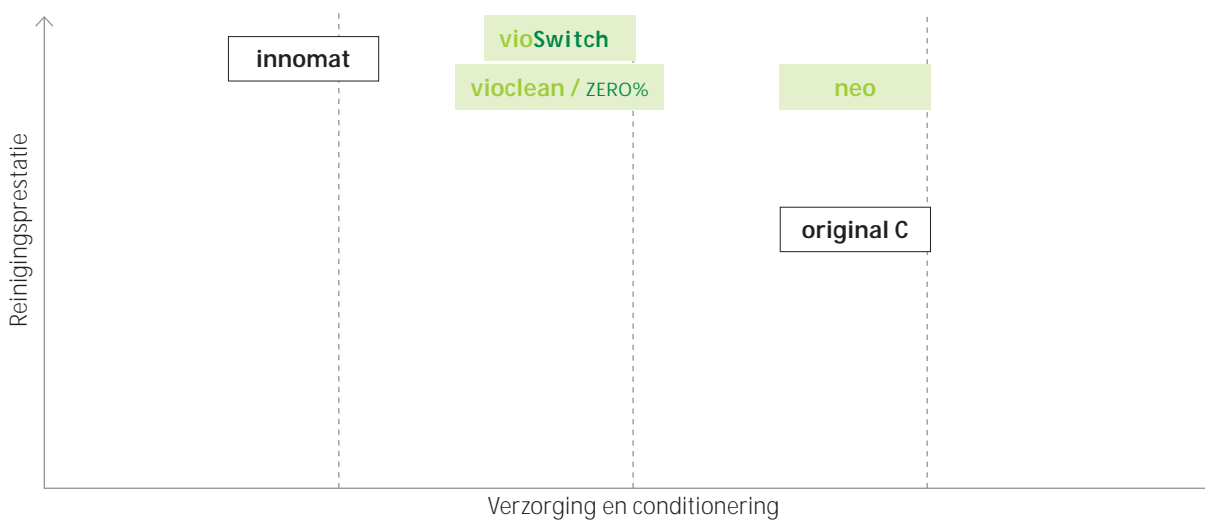 vioSwitch
innomat
vioclean / ZERO%
neo
original C
Reinigingsprestatie
Verzorging en conditionering